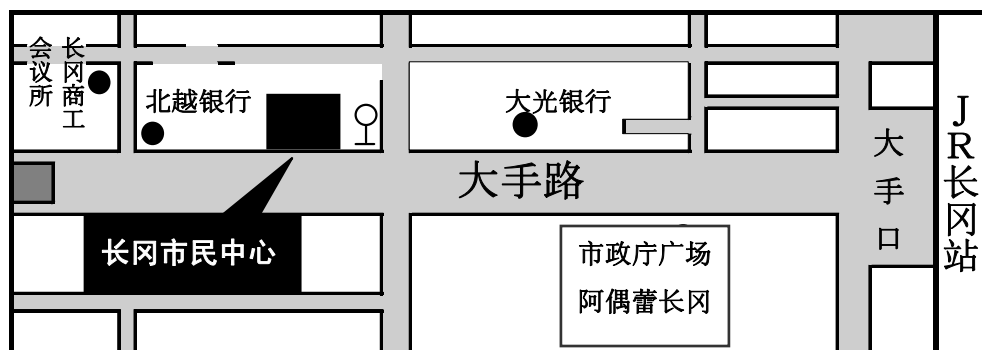 长冈商工
会议所
北越银行
大光银行
大手路
大手口
JR长冈站
长冈市民中心
市政厅广场
阿偶蕾长冈